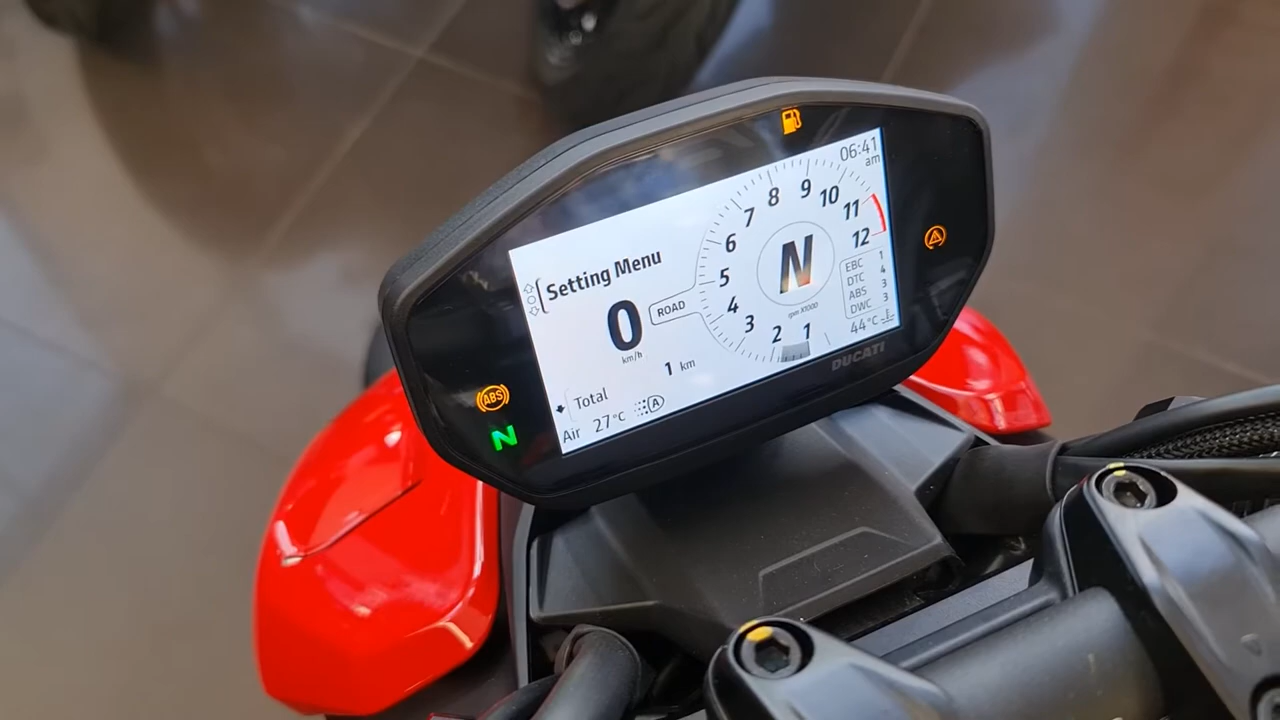 06:41
am
Setting Menu
0
km/h
ROAD
1 2 3 4 5 6 7 8 9 10 11 12
N
rpm X1000
EBC 1
DTC 4
ABS 3
DWC 3
44°C
1 km
Total
Air 27°C
A
DUCATI
ABS
N